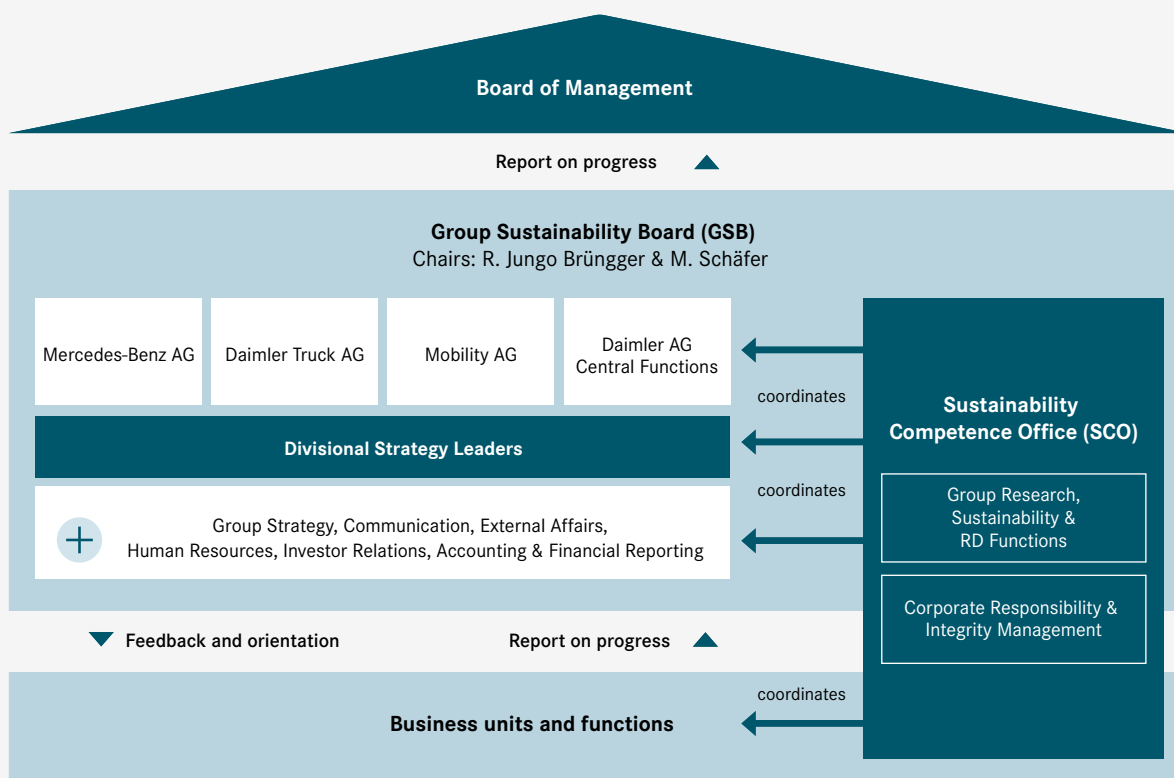 Board of Management
Report on progress
Group Sustainability Board (GSB)
Chairs: R. Jungo Brüngger & M. Schäfer
Mercedes-Benz AG
Daimler Truck AG
Mobility AG
Daimler AG
Central Functions
coordinates
Divisional Strategy Leaders
coordinates
Group Strategy, Communication, External Affairs,
Human Resources, Investor Relations, Accounting & Financial Reporting
Sustainability
Competence Office (SCO)
Group Research,
Sustainability &
RD Functions
Corporate Responsibility &
Integrity Management
Feedback and orientation
Report on progress
coordinates
Business units and functions